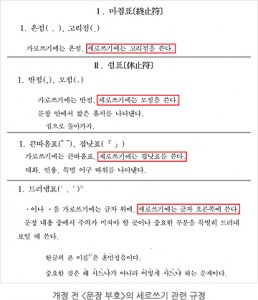 Ⅰ. 마침표[終止符]
1. 온점( . ), 고리점( 。)
가로쓰기에는 온점, 세로쓰기에는 고리점을 쓴다.
Ⅱ. 쉼표[休止符]
1. 반점( , ), 모점( 、)
가로쓰기에는 반점, 세로쓰기에는 모점을 쓴다.
문장 안에서 짧은 휴지를 나타낸다.
1. 큰따옴표(" "), 겹낫표(『 』)
가로쓰기에는 큰따옴표, 세로쓰기에는 겹낫표를 쓴다.
대화, 인용, 특별 어구 따위를 나타낸다.
1. 드러냄표( ˙ , ˚ )
˙이나 ˚을 가로쓰기에는 글자 위에, 세로쓰기에는 글자 오른쪽에 쓴다.
문장 내용 중에서 주의가 미쳐야 할 곳이나 중요한 부분을 특별히 드러내
보일 때 쓴다.
한글의 본 이름은 훈민정음이다.
중요한 것은 왜 사느냐가 아니라 어떻게 사느냐 하는 문제이다.
개정 전 <문장 부호>의 세로쓰기 관련 규정